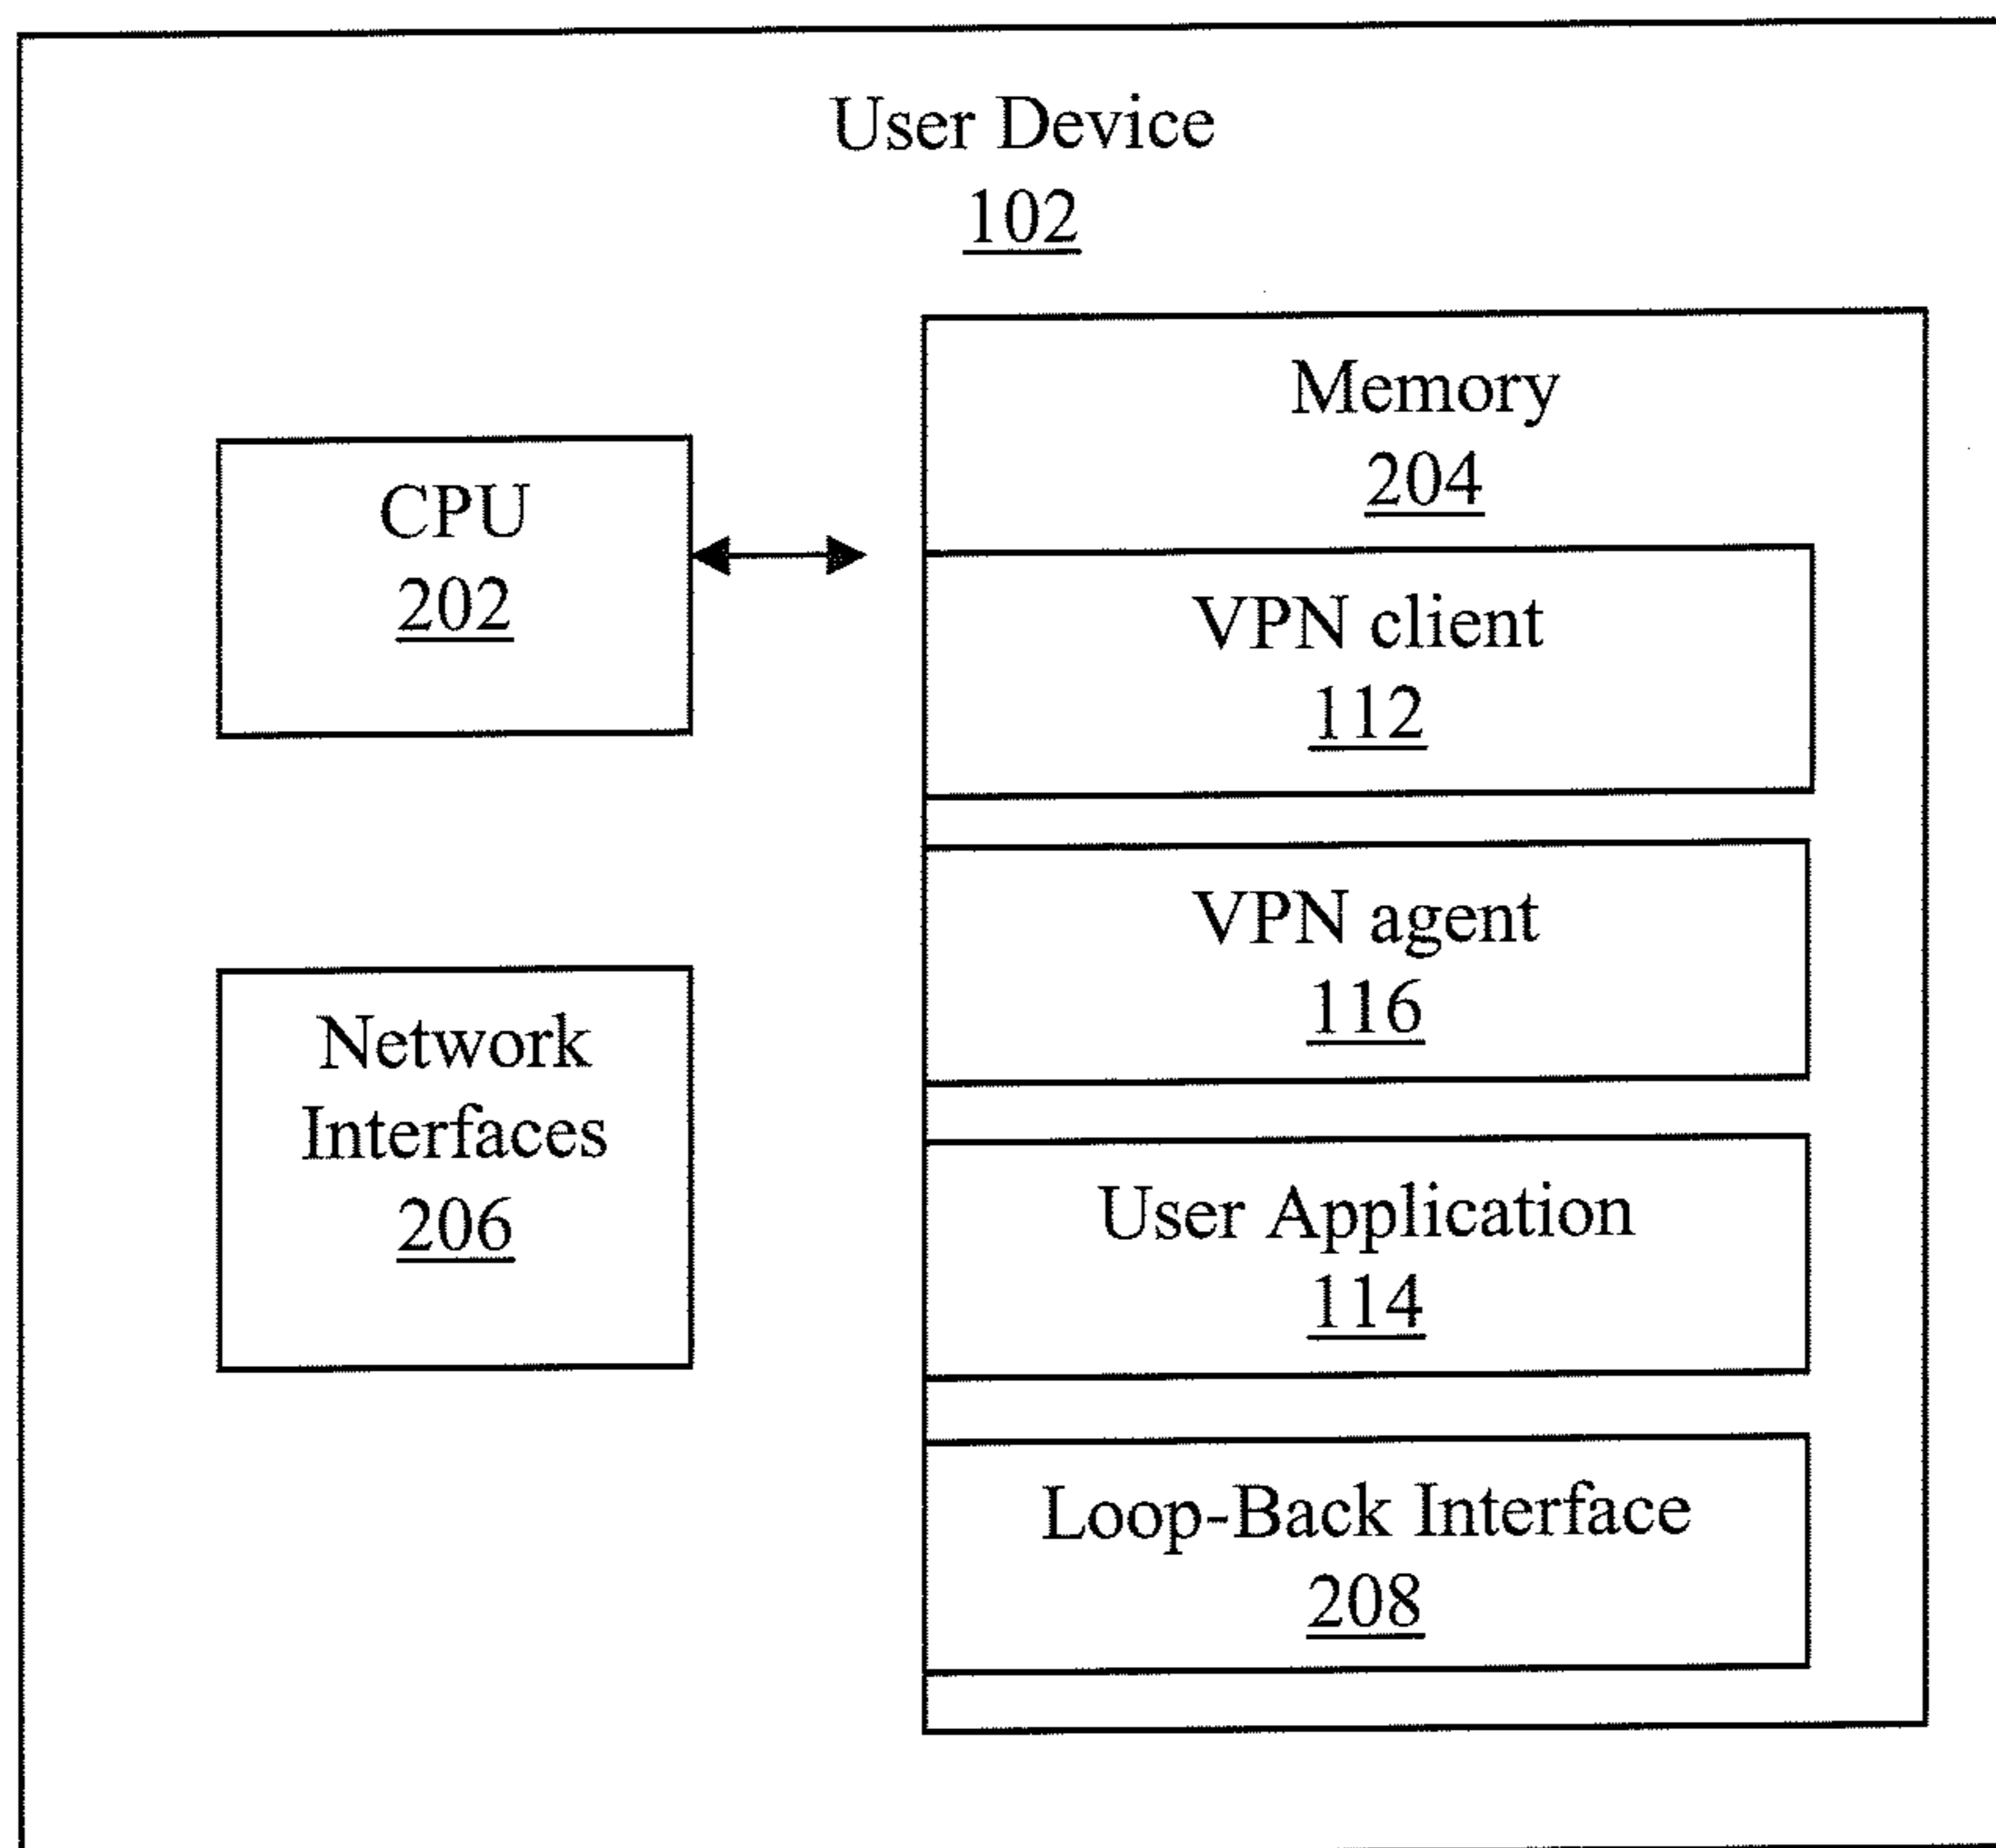 User Device
102
Memory
204
CPU
202
VPN client
112
VPN agent
116
Network
Interfaces
206
User Application
114
Loop-Back Interface
208